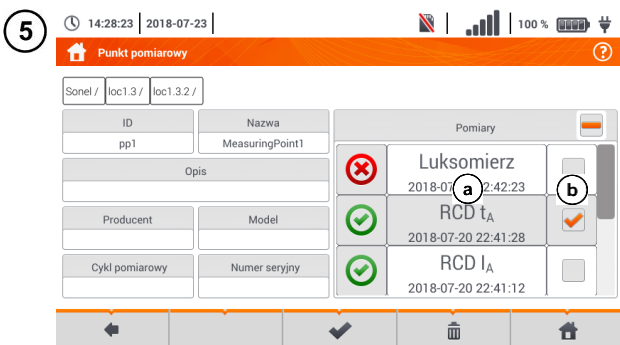 5
14:28:23 2018-07-23 100 %
Punkt pomiarowy ?
Sonel / loc1.3 / loc1.3.2 /
ID Nazwa
pp1 MeasuringPoint1
Opis
Producent Model
Cykl pomiarowy Numer seryjny
Pomiary
Luksomierz
2018-07 2:42:23
a b
RCD tA
2018-07-20 22:41:28
RCD IA
2018-07-20 22:41:12